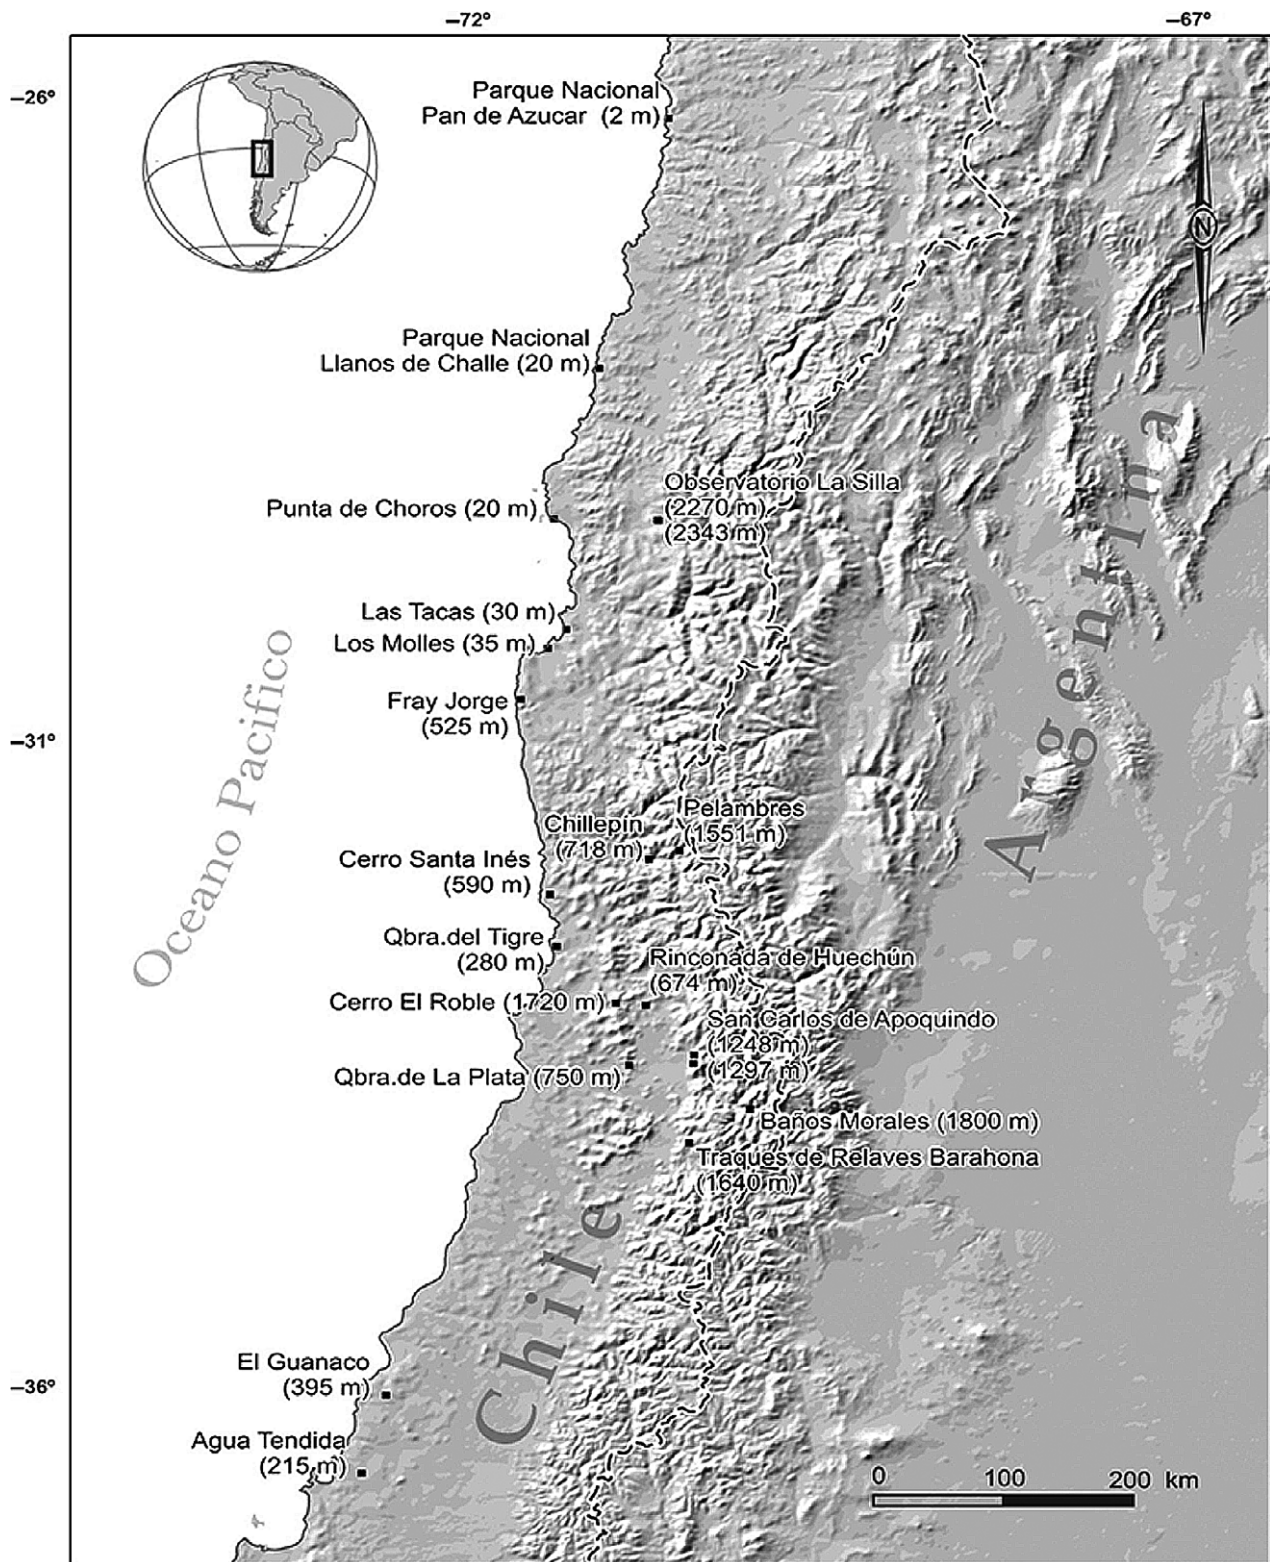 –72°
–67°
–26°
Parque Nacional
Pan de Azucar (2 m)
N
Parque Nacional
Llanos de Challe (20 m)
Observatorio La Silla
(2270 m)
(2343 m)
Punta de Choros (20 m)
Las Tacas (30 m)
Los Molles (35 m)
Fray Jorge
(525 m)
–31°
Oceano Pacifico
Argentina
Pelambres
(1551 m)
Chillepín
(718 m)
Cerro Santa Inés
(590 m)
Qbra.del Tigre
(280 m)
Rinconada de Huechún
(674 m)
Cerro El Roble (1720 m)
San Carlos de Apoquindo
(1248 m)
(1297 m)
Qbra.de La Plata (750 m)
Baños Morales (1800 m)
Traques de Relaves Barahona
(1640 m)
Chile
El Guanaco
(395 m)
–36°
Agua Tendida
(215 m)
0 100 200 km